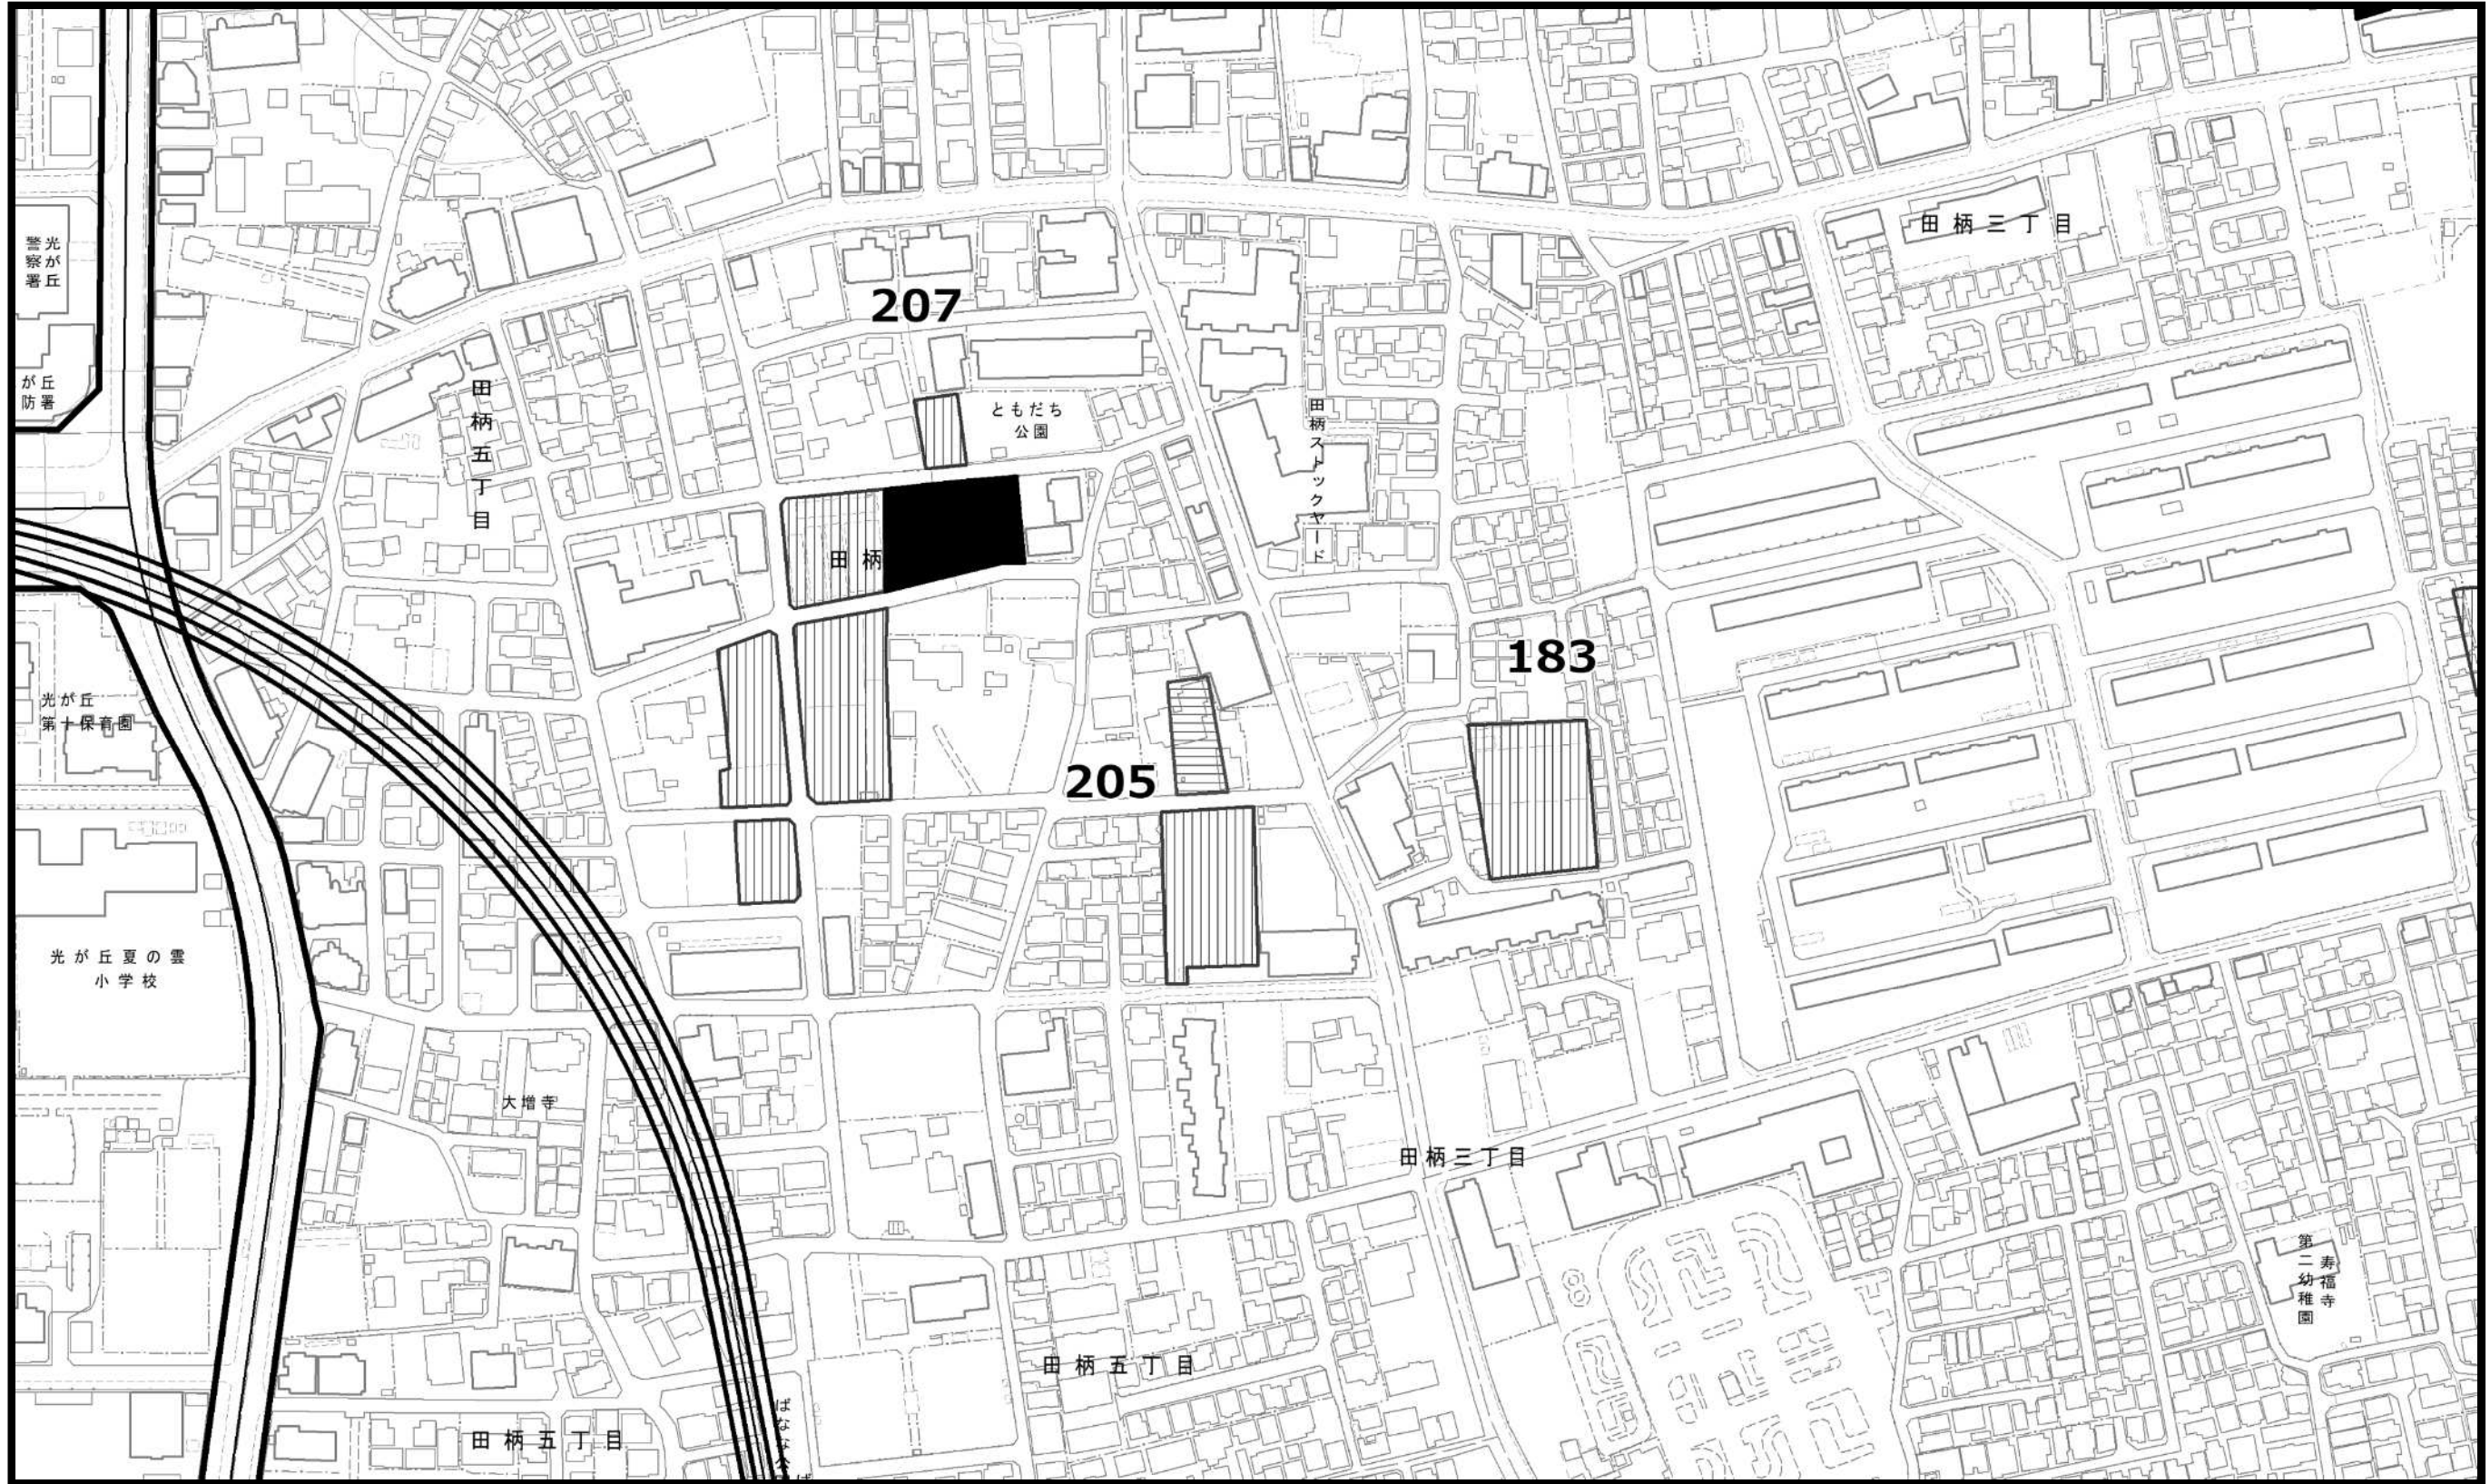 光が丘
警察署
田柄三丁目
207
が丘
防署
田柄五丁目
ともだち
公園
田柄ストックヤード
田柄
183
光が丘
第十保育園
205
光が丘夏の雲
小学校
大増寺
田柄三丁目
寿福寺
第二幼稚園
田柄五丁目
田柄五丁目